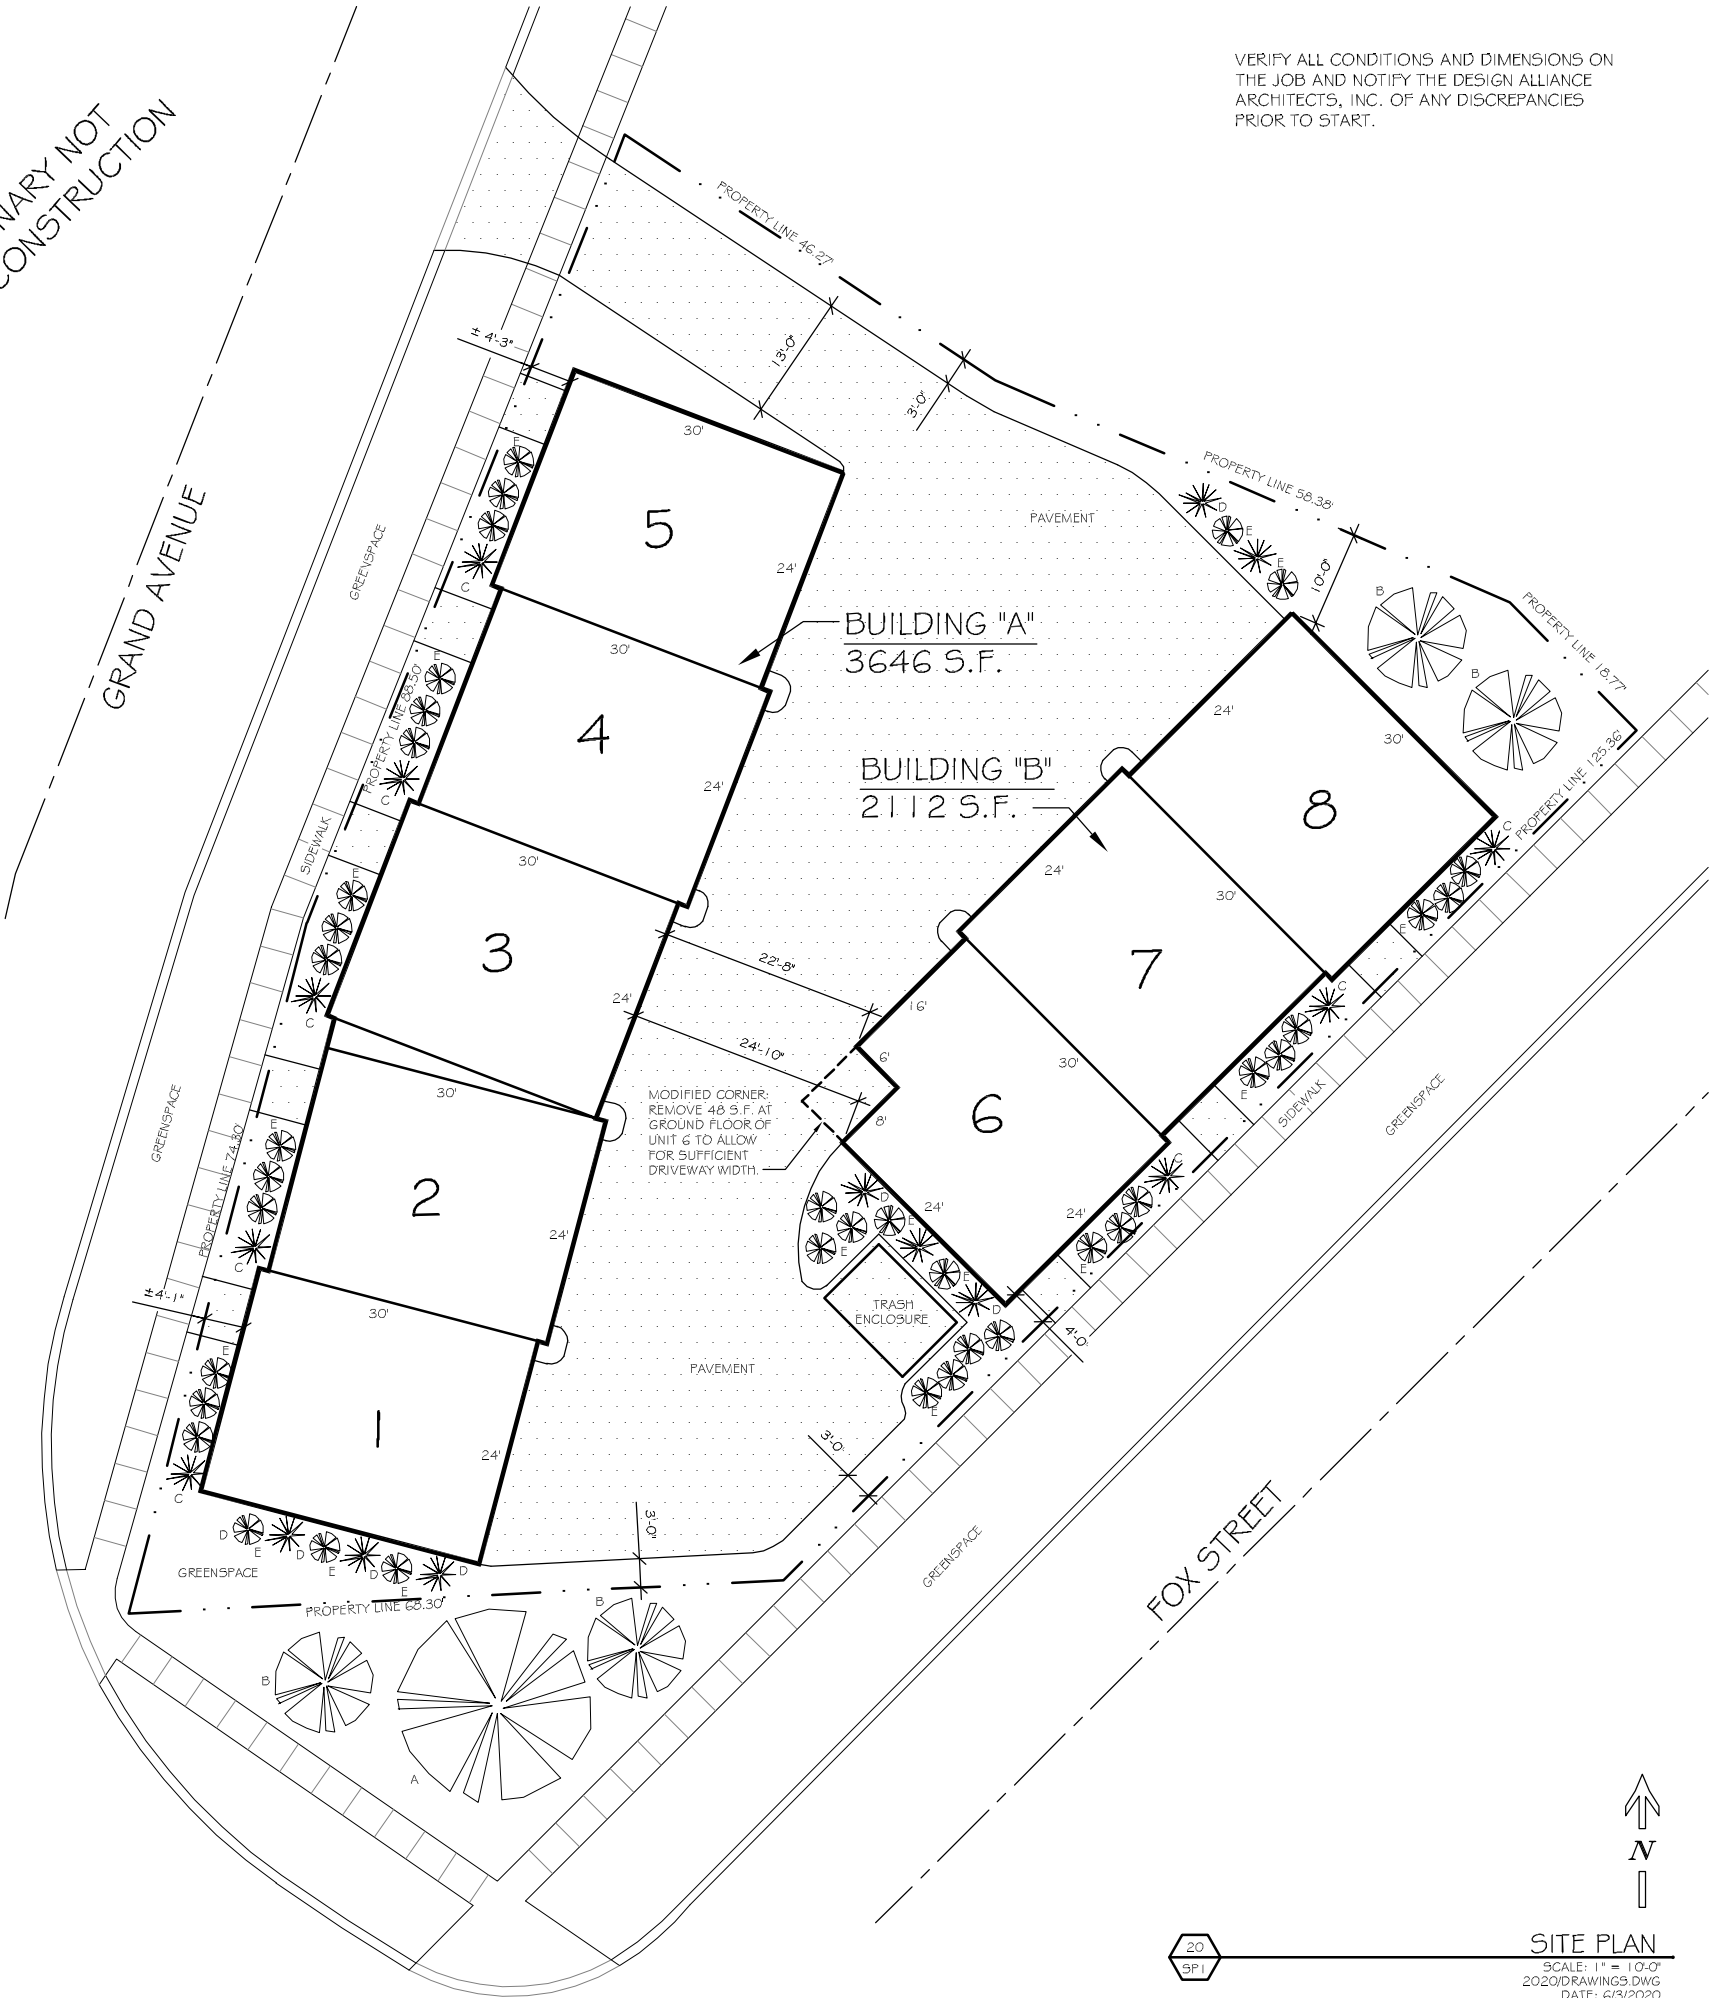 VERIFY ALL CONDITIONS AND DIMENSIONS ON
THE JOB AND NOTIFY THE DESIGN ALLIANCE
ARCHITECTS, INC. OF ANY DISCREPANCIES
PRIOR TO START.
NOT
CONSTRUCTION
GRAND AVENUE
GREENSPACE
PROPERTY LINE 46.27'
± 4'-3"
13'-0"
3'-0"
PROPERTY LINE 58.38'
10'-0"
PROPERTY LINE 18.77'
PROPERTY LINE 125.36'
PAVEMENT
30'
5
24'
E
C
D
E
E
B
B
BUILDING "A"
3646 S.F.
30'
4
24'
E
C
PROPERTY LINE 88.50'
SIDEWALK
BUILDING "B"
2112 S.F.
24'
30'
8
C
E
30'
3
24'
E
C
22'-8"
24'-10"
24'
30'
7
C
E
16'
6'
8'
30'
6
24'
24'
C
E
MODIFIED CORNER:
REMOVE 48 S.F. AT
GROUND FLOOR OF
UNIT 6 TO ALLOW
FOR SUFFICIENT
DRIVEWAY WIDTH.
SIDEWALK
GREENSPACE
GREENSPACE
PROPERTY LINE 74.30'
30'
2
24'
E
C
±4'-1"
30'
1
24'
E
C
D
E
E
E
D
TRASH
ENCLOSURE
4'-0"
E
PAVEMENT
3'-0"
3'-0"
D
E
D
E
D
E
D
GREENSPACE
PROPERTY LINE 68.30'
B
B
A
GREENSPACE
FOX STREET
N
20
SP1
SITE PLAN
SCALE: 1" = 10'-0"
2020/DRAWINGS.DWG
DATE: 6/3/2020